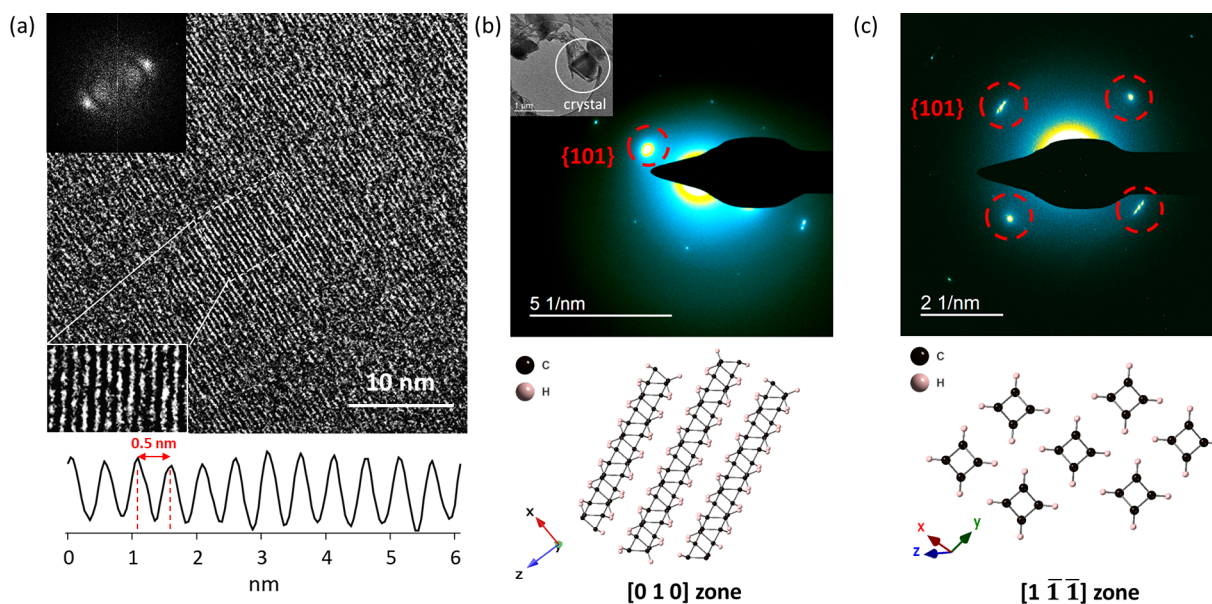 (a)
10 nm
0.5 nm
0
1
2
3
4
5
6
nm
(b)
1 μm
crystal
{101}
5 1/nm
C
H
x
y
z
[0 1 0] zone
(c)
{101}
2 1/nm
C
H
x
y
z
[1 1̅ 1̅] zone